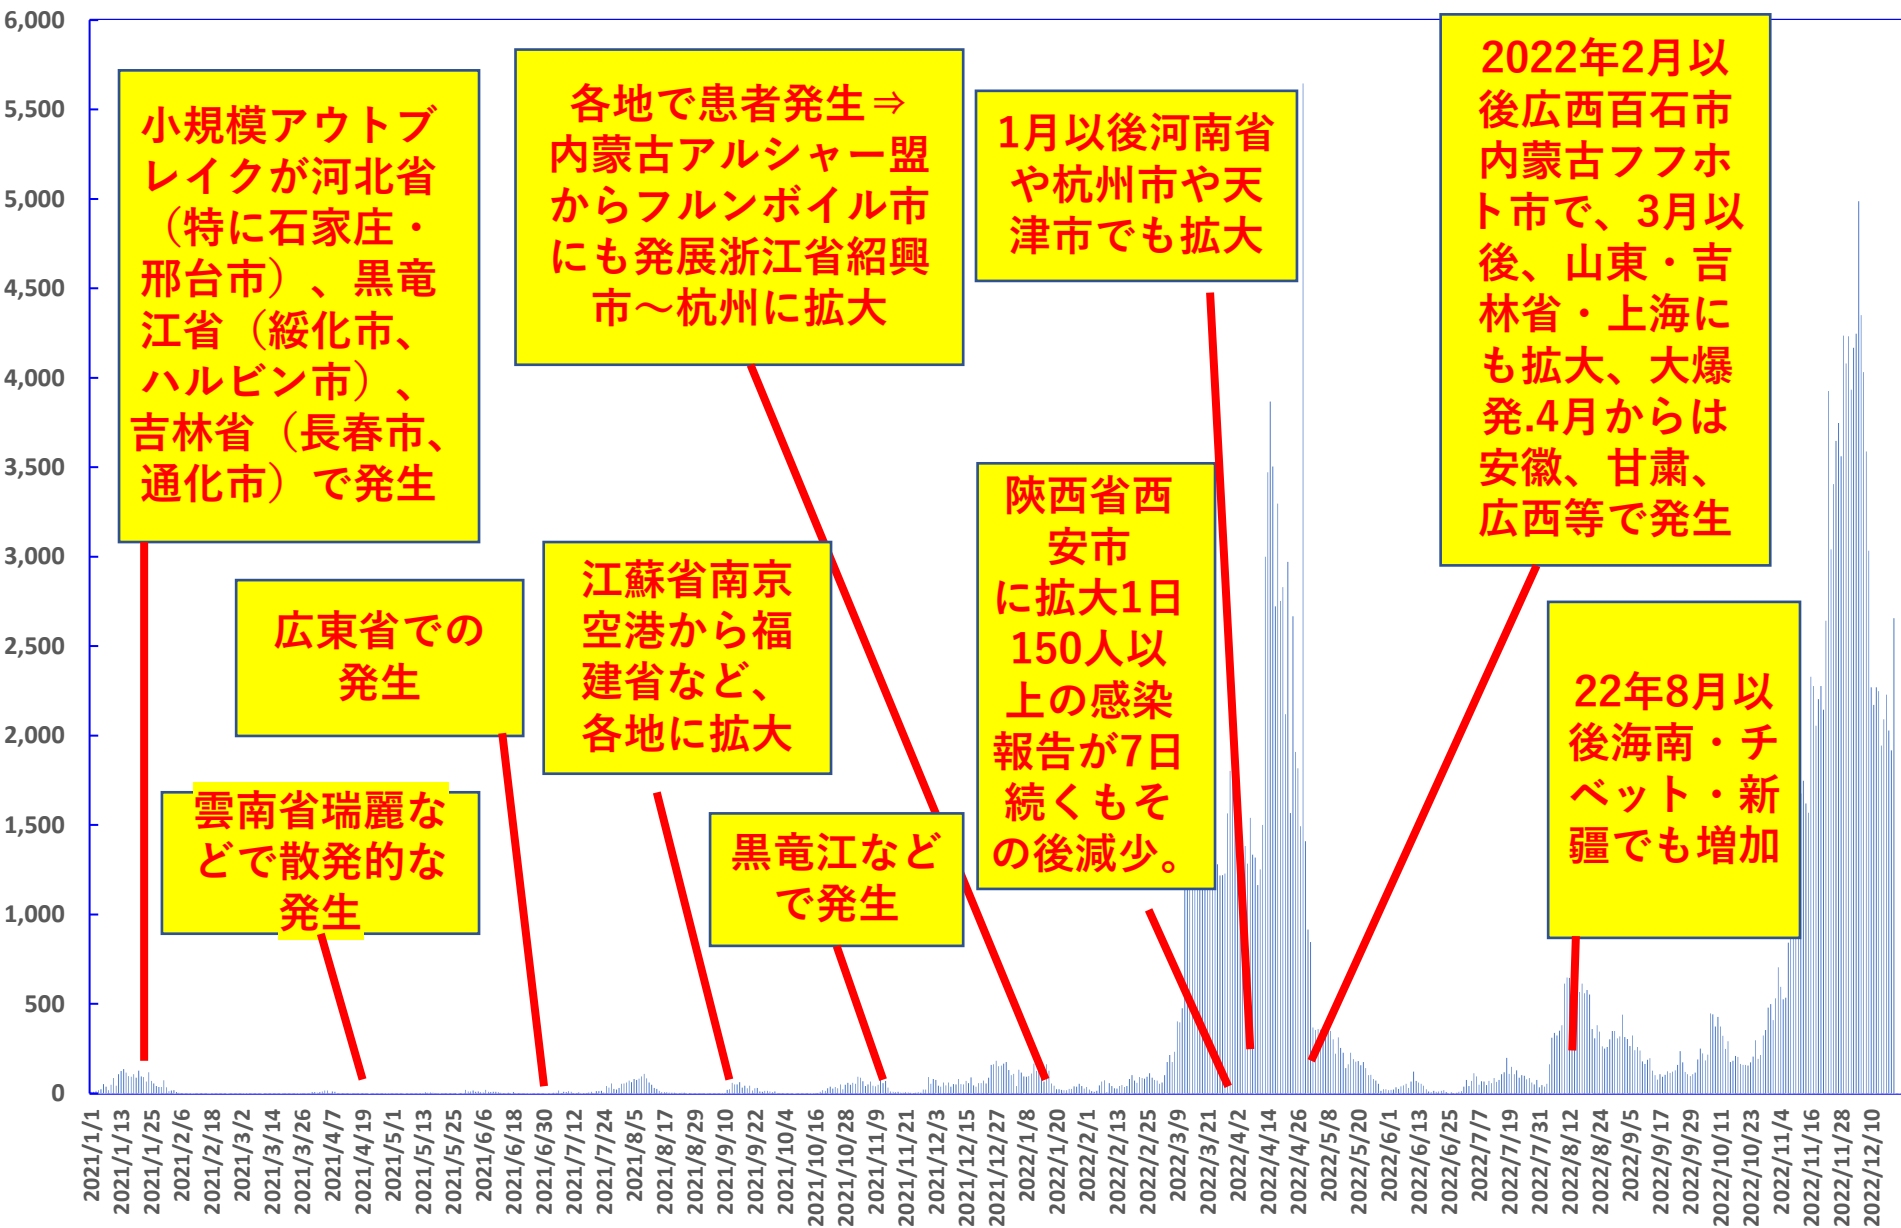 6,000
5,500
5,000
4,500
4,000
3,500
3,000
2,500
2,000
1,500
1,000
500
0
小規模アウトブ
レイクが河北省
（特に石家庄・
邢台市）、黒竜
江省（綏化市、
ハルビン市）、
吉林省（長春市、
通化市）で発生
各地で患者発生⇒
内蒙古アルシャー盟
からフルンボイル市
にも発展浙江省紹興
市～杭州に拡大
1月以後河南省
や杭州市や天
津市でも拡大
2022年2月以
後広西百石市
内蒙古フフホ
ト市で、3月以
後、山東・吉
林省・上海に
も拡大、大爆
発.4月からは
安徽、甘粛、
広西等で発生
広東省での
発生
江蘇省南京
空港から福
建省など、
各地に拡大
陝西省西
安市
に拡大1日
150人以
上の感染
報告が7日
続くもそ
の後減少。
22年8月以
後海南・チ
ベット・新
疆でも増加
雲南省瑞麗な
どで散発的な
発生
黒竜江など
で発生
2021/1/1
2021/1/13
2021/1/25
2021/2/6
2021/2/18
2021/3/2
2021/3/14
2021/3/26
2021/4/7
2021/4/19
2021/5/1
2021/5/13
2021/5/25
2021/6/6
2021/6/18
2021/6/30
2021/7/12
2021/7/24
2021/8/5
2021/8/17
2021/8/29
2021/9/10
2021/9/22
2021/10/4
2021/10/16
2021/10/28
2021/11/9
2021/11/21
2021/12/3
2021/12/15
2021/12/27
2022/1/8
2022/1/20
2022/2/1
2022/2/13
2022/2/25
2022/3/9
2022/3/21
2022/4/2
2022/4/14
2022/4/26
2022/5/8
2022/5/20
2022/6/1
2022/6/13
2022/6/25
2022/7/7
2022/7/19
2022/7/31
2022/8/12
2022/8/24
2022/9/5
2022/9/17
2022/9/29
2022/10/11
2022/10/23
2022/11/4
2022/11/16
2022/11/28
2022/12/10